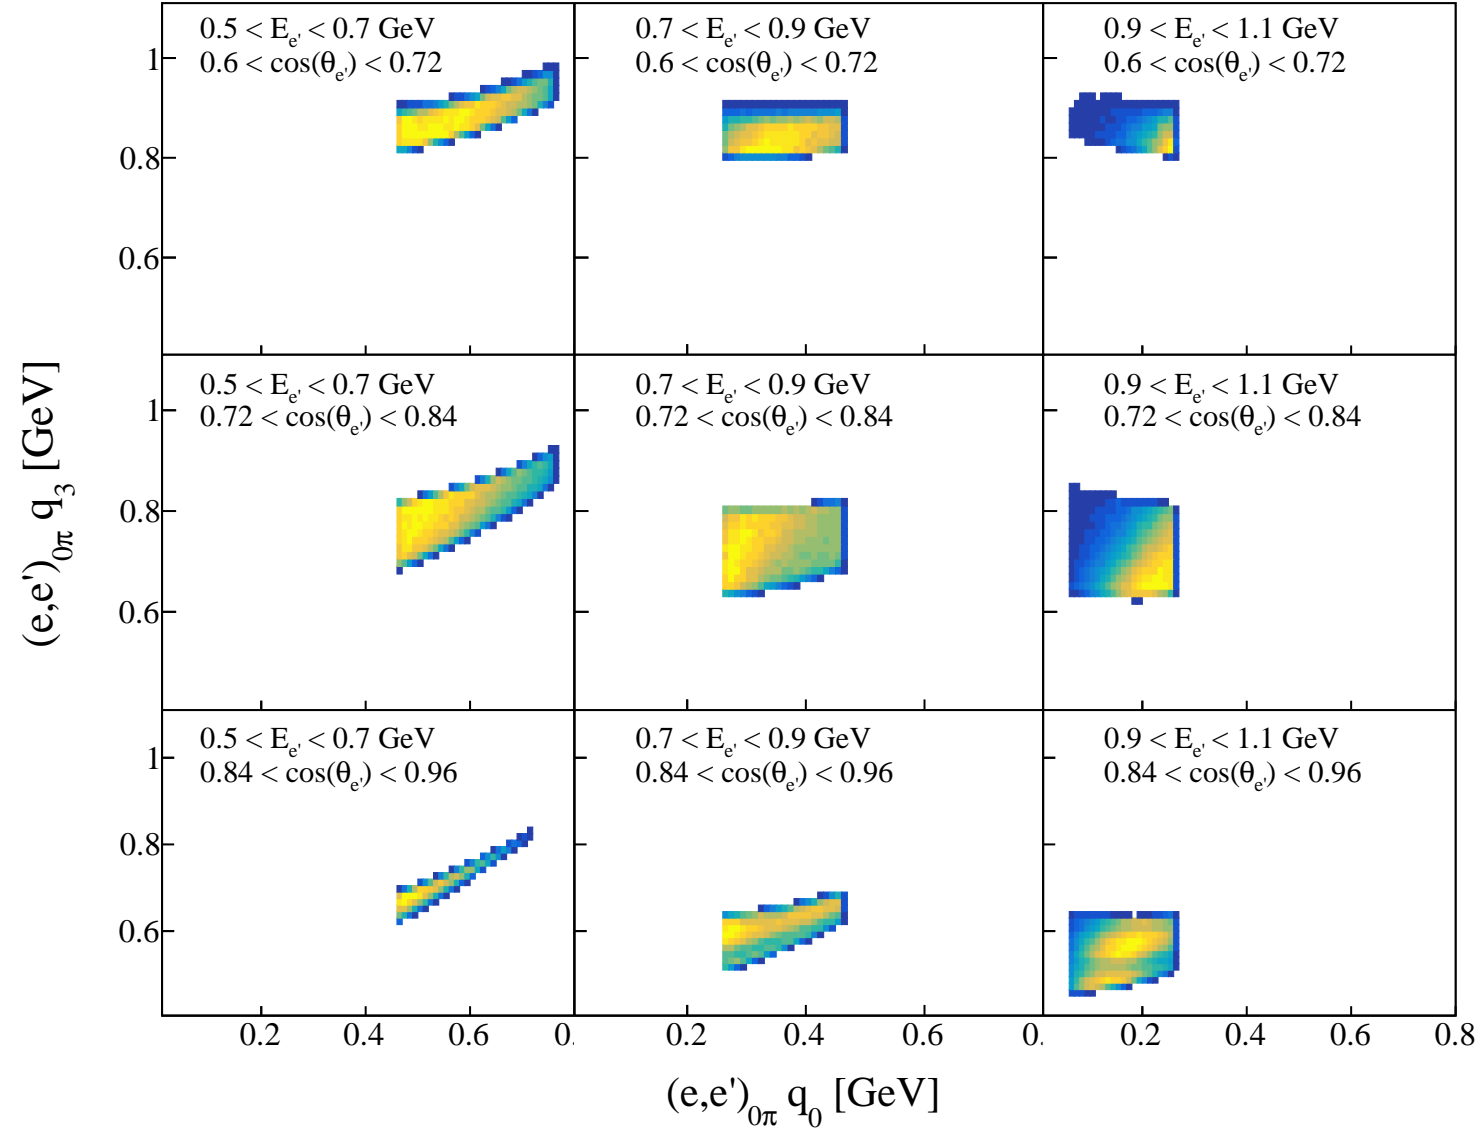 0.5 < E_e' < 0.7 GeV
0.6 < cos(θ_e') < 0.72
0.7 < E_e' < 0.9 GeV
0.6 < cos(θ_e') < 0.72
0.9 < E_e' < 1.1 GeV
0.6 < cos(θ_e') < 0.72
1
0.8
0.6
0.5 < E_e' < 0.7 GeV
0.72 < cos(θ_e') < 0.84
0.7 < E_e' < 0.9 GeV
0.72 < cos(θ_e') < 0.84
0.9 < E_e' < 1.1 GeV
0.72 < cos(θ_e') < 0.84
1
0.8
0.6
(e,e')_0π q_3 [GeV]
0.5 < E_e' < 0.7 GeV
0.84 < cos(θ_e') < 0.96
0.7 < E_e' < 0.9 GeV
0.84 < cos(θ_e') < 0.96
0.9 < E_e' < 1.1 GeV
0.84 < cos(θ_e') < 0.96
1
0.8
0.6
0.2 0.4 0.6 0. 0.2 0.4 0.6 0. 0.2 0.4 0.6 0.8
(e,e')_0π q_0 [GeV]